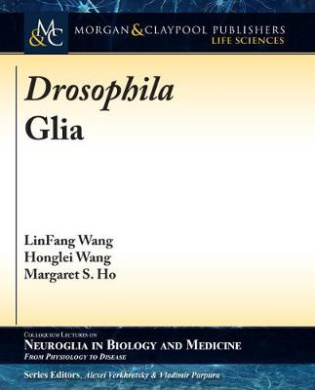 M
&C
MORGAN & CLAYPOOL PUBLISHERS
LIFE SCIENCES
Drosophila
Glia
LinFang Wang
Honglei Wang
Margaret S. Ho
COLLOQUIUM LECTURES ON
NEUROGLIA IN BIOLOGY AND MEDICINE
FROM PHYSIOLOGY TO DISEASE
Series Editors, Alexej Verkhratsky & Vladimir Parpura